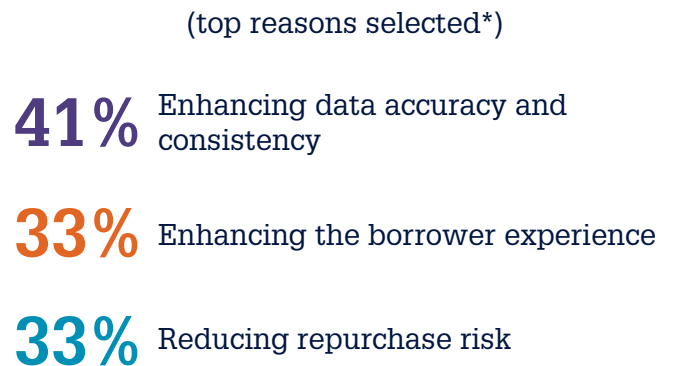 (top reasons selected*)
41% Enhancing data accuracy and
consistency
33% Enhancing the borrower experience
33% Reducing repurchase risk